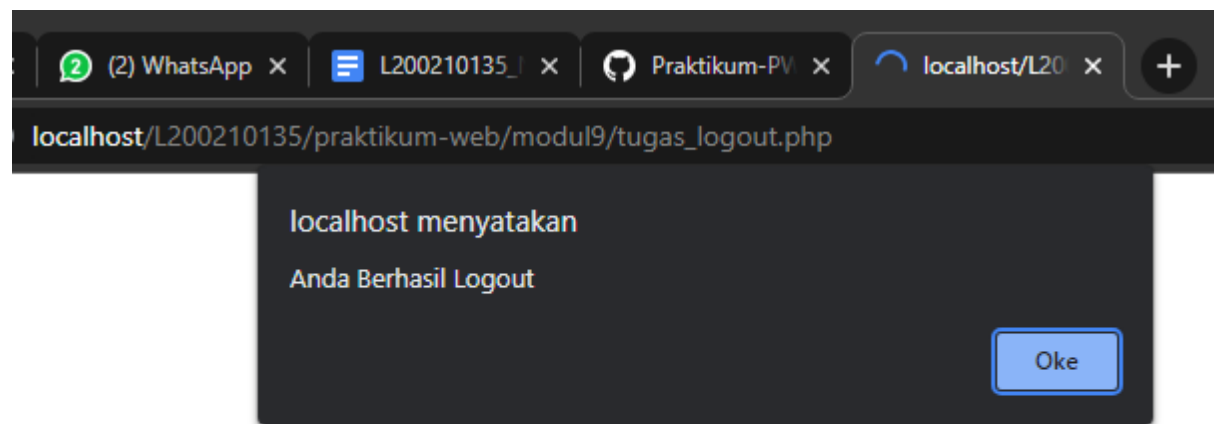 (2) WhatsApp
L200210135_
Praktikum-PW
localhost/L20
localhost/L200210135/praktikum-web/modul9/tugas_logout.php
localhost menyatakan
Anda Berhasil Logout
Oke